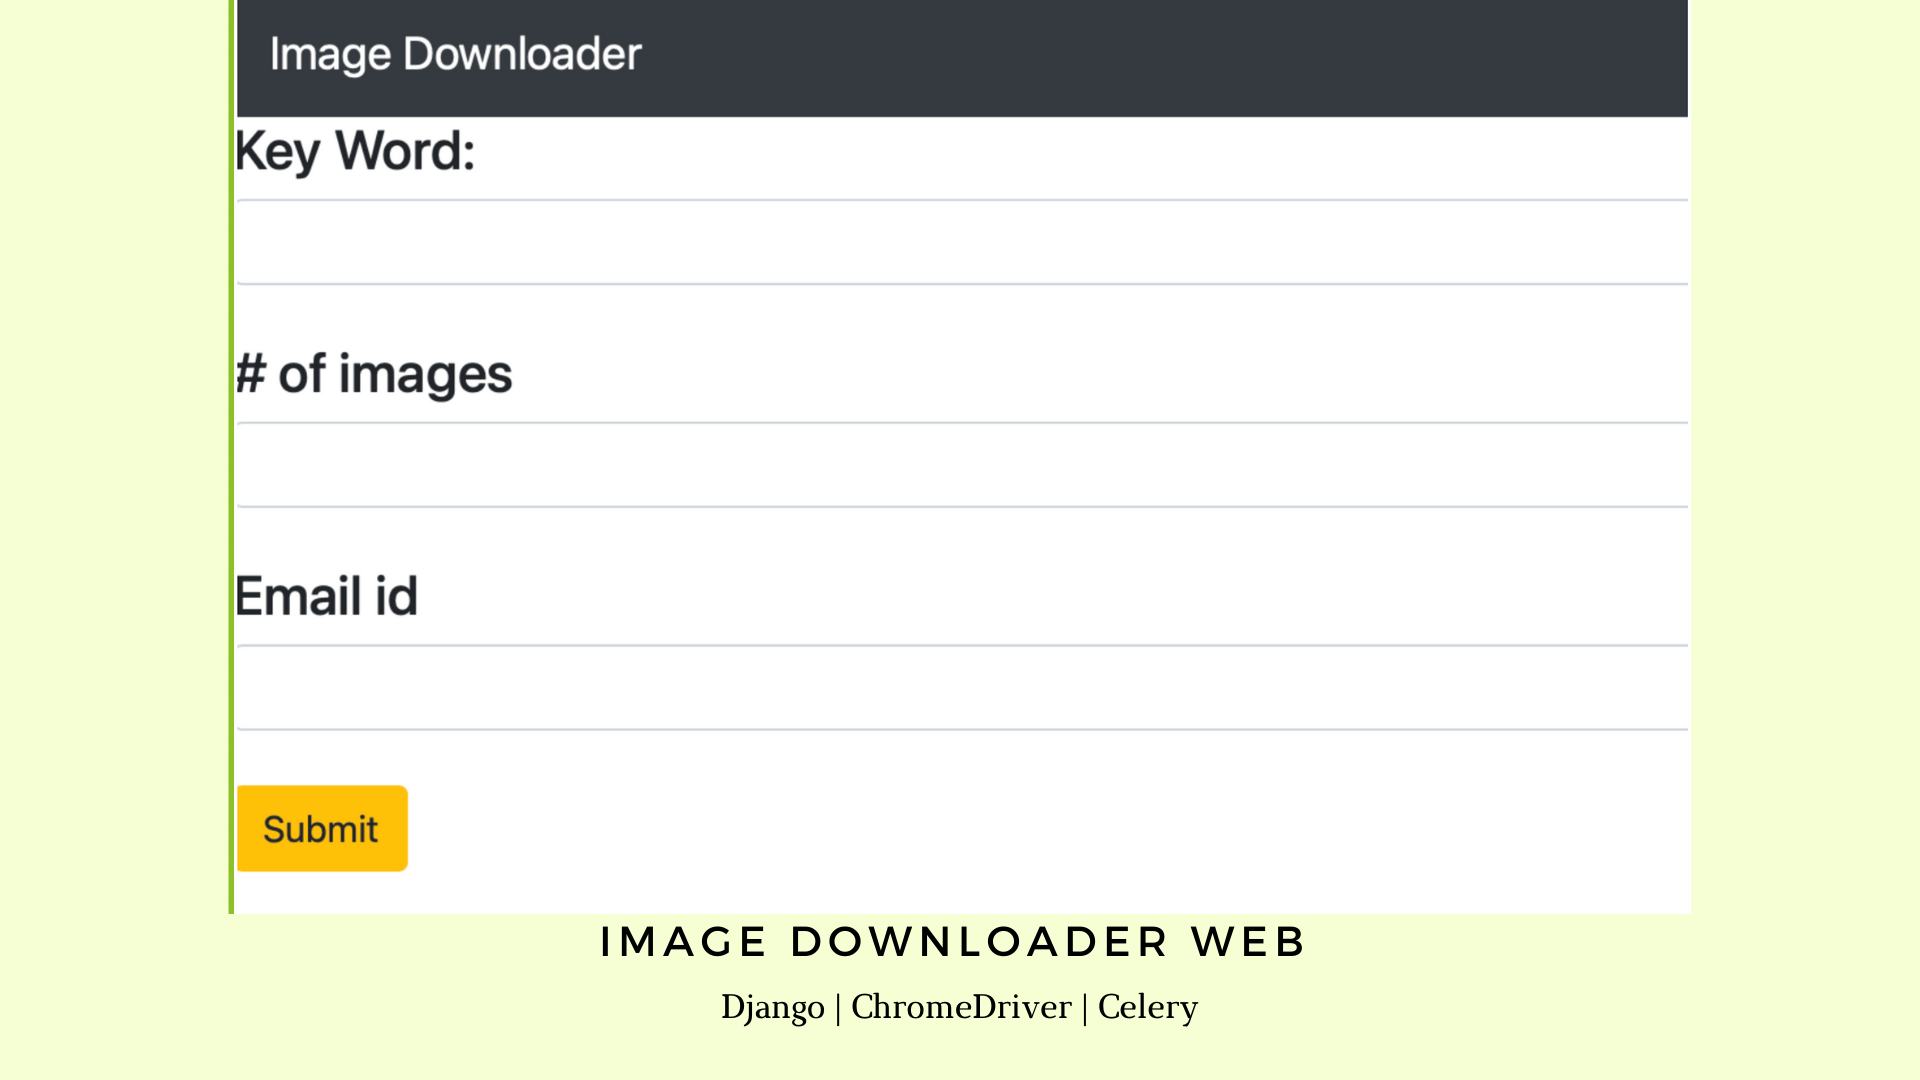 Image Downloader
Key Word:
# of images
Email id
Submit
IMAGE DOWNLOADER WEB
Django | ChromeDriver | Celery